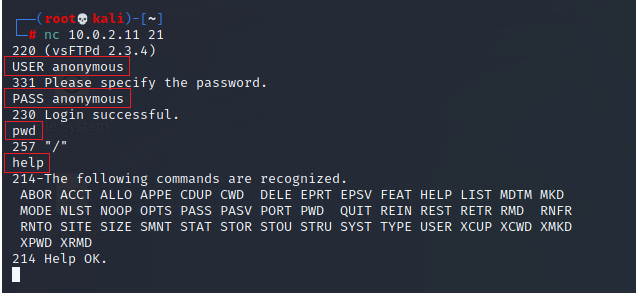 ┌──(root💀kali)-[~]
└─# nc 10.0.2.11 21
220 (vsFTPd 2.3.4)
USER anonymous
331 Please specify the password.
PASS anonymous
230 Login successful.
pwd
257 "/"
help
214-The following commands are recognized.
ABOR ACCT ALLO APPE CDUP CWD  DELE EPRT EPSV FEAT HELP LIST MDTM MKD
MODE NLST NOOP OPTS PASS PASV PORT PWD  QUIT REIN REST RETR RMD  RNFR
RNTO SITE SIZE SMNT STAT STOR STOU STRU SYST TYPE USER XCUP XCWD XMKD
XPWD XRMD
214 Help OK.